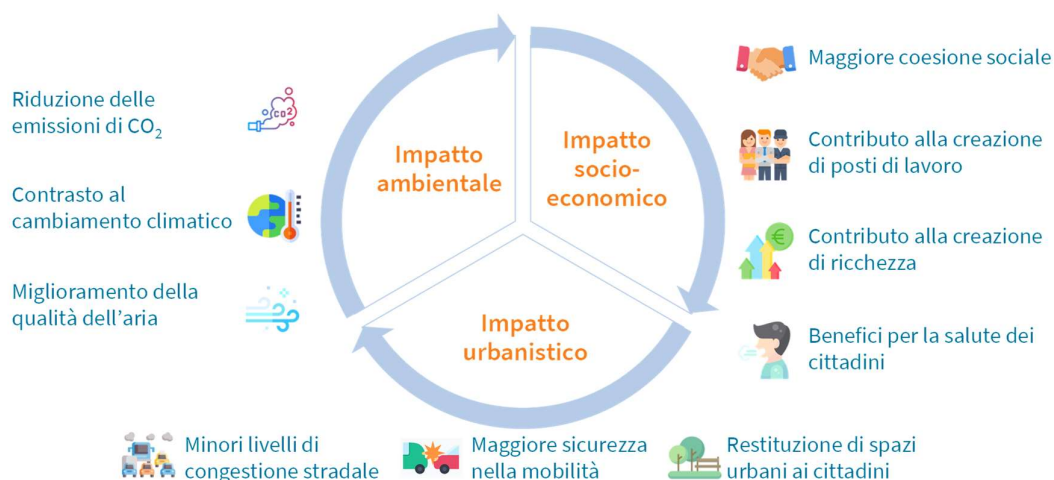 Riduzione delle
emissioni di CO₂
CO2
Contrasto al
cambiamento climatico
Miglioramento della
qualità dell'aria
Impatto
ambientale
Impatto
socio-
economico
Impatto
urbanistico
Maggiore coesione sociale
Contributo alla creazione
di posti di lavoro
€
Contributo alla creazione
di ricchezza
Benefici per la salute dei
cittadini
Minori livelli di
congestione stradale
Maggiore sicurezza
nella mobilità
Restituzione di spazi
urbani ai cittadini